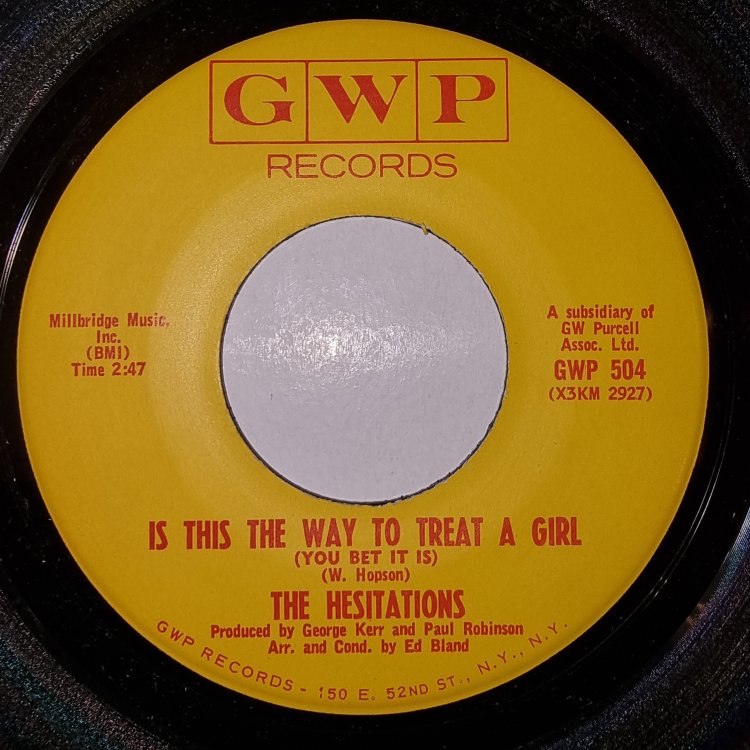 GWP
RECORDS
Millbridge Music,
Inc.
(BMI)
Time 2:47
A subsidiary of
GW Purcell
Assoc. Ltd.
GWP 504
(X3KM 2927)
IS THIS THE WAY TO TREAT A GIRL
(YOU BET IT IS)
(W. Hopson)
THE HESITATIONS
Produced by George Kerr and Paul Robinson
Arr. and Cond. by Ed Bland
GWP RECORDS - 150 E. 52ND ST., N.Y., N.Y.